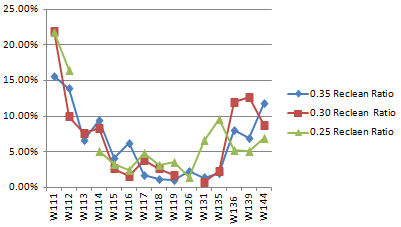 25.00%
20.00%
15.00%
10.00%
5.00%
0.00%
W111
W112
W113
W114
W115
W116
W117
W118
W119
W126
W131
W135
W136
W139
W144
0.35 Reclean Ratio
0.30 Reclean Ratio
0.25 Reclaen Ratio